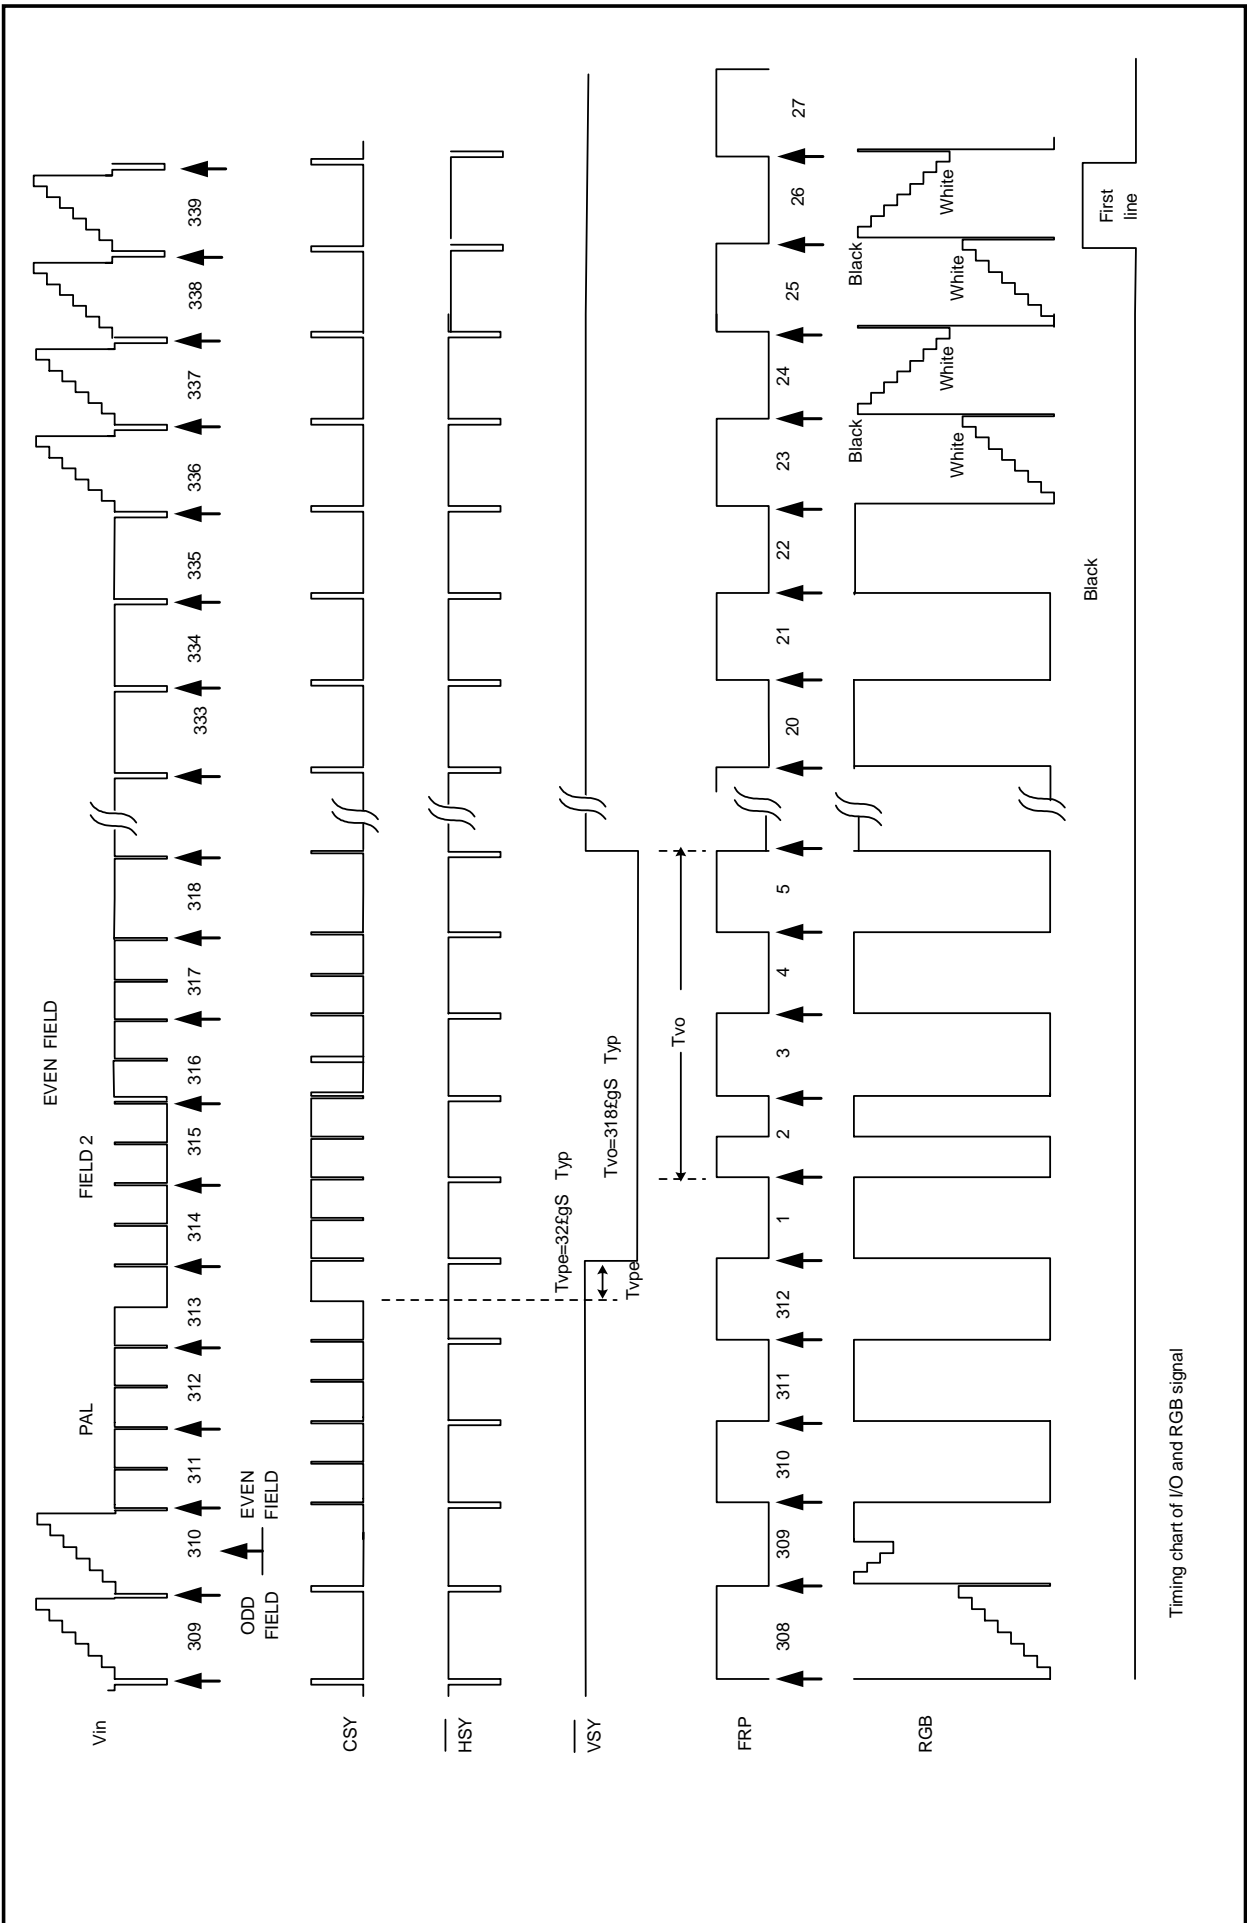 EVEN FIELD
FIELD 2
PAL
Vin
309
310
311
312
313
314
315
316
317
318
333
334
335
336
337
338
339
ODD
FIELD
EVEN
FIELD
CSY
HSY
VSY
Tvpe=32£gS Typ
Tvpe
Tvo=318£gS Typ
Tvo
FRP
308
309
310
311
312
1
2
3
4
5
20
21
22
23
24
25
26
27
RGB
Black
Black
White
White
White
White
Black
First
line
Timing chart of I/O and RGB signal